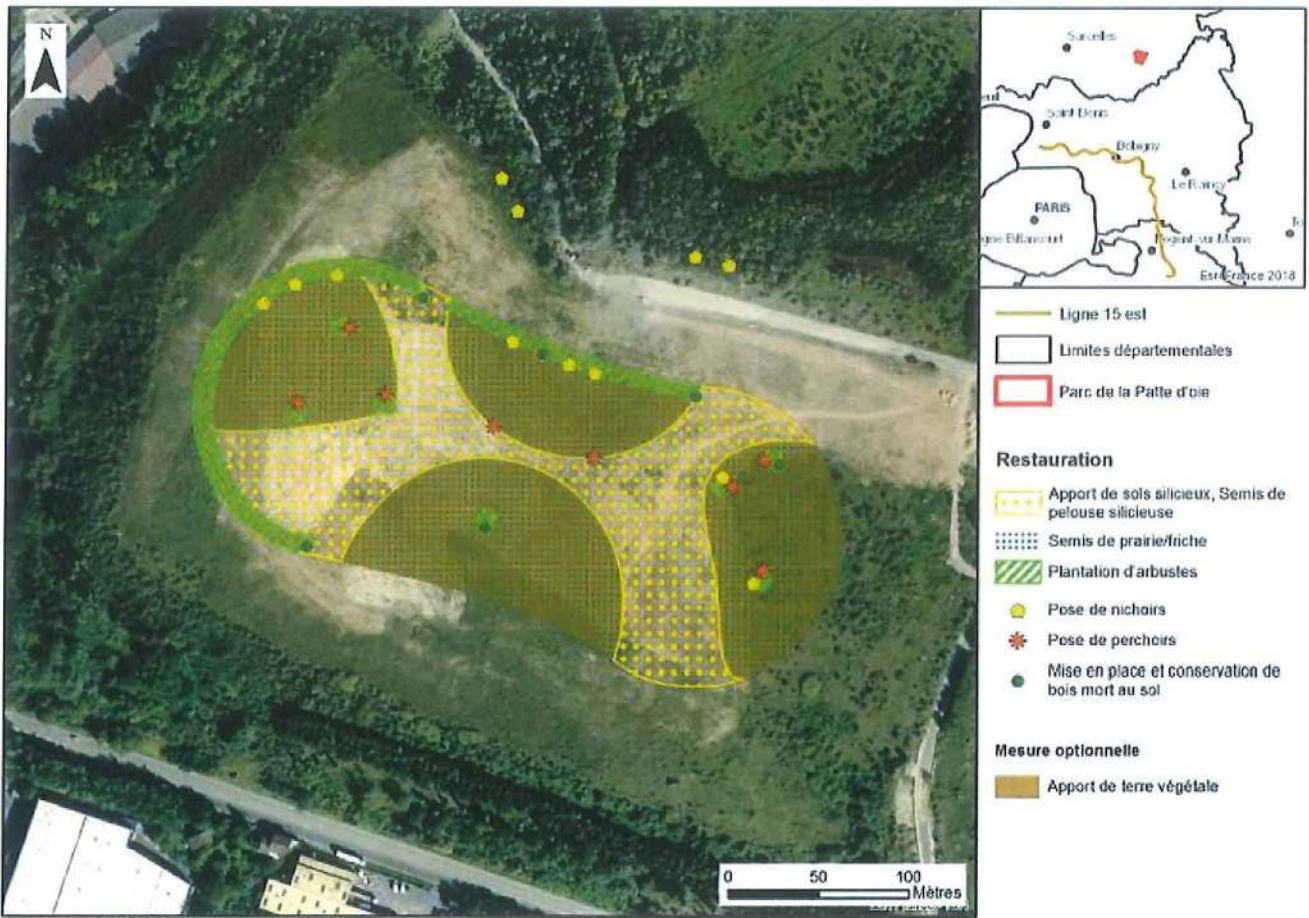 N
Sarcelles
Saint Denis
Bobigny
Le Raincy
PARIS
Nogent-sur-Marne
To
Esri France 2018
Ligne 15 est
Limites départementales
Parc de la Patte d'oie
Restauration
Apport de sols silicieux, Semis de
pelouse silicieuse
Semis de prairie/friche
Plantation d'arbustes
Pose de nichoirs
Pose de perchoirs
Mise en place et conservation de
bois mort au sol
Mesure optionnelle
Apport de terre végétale
0 50 100
Mètres